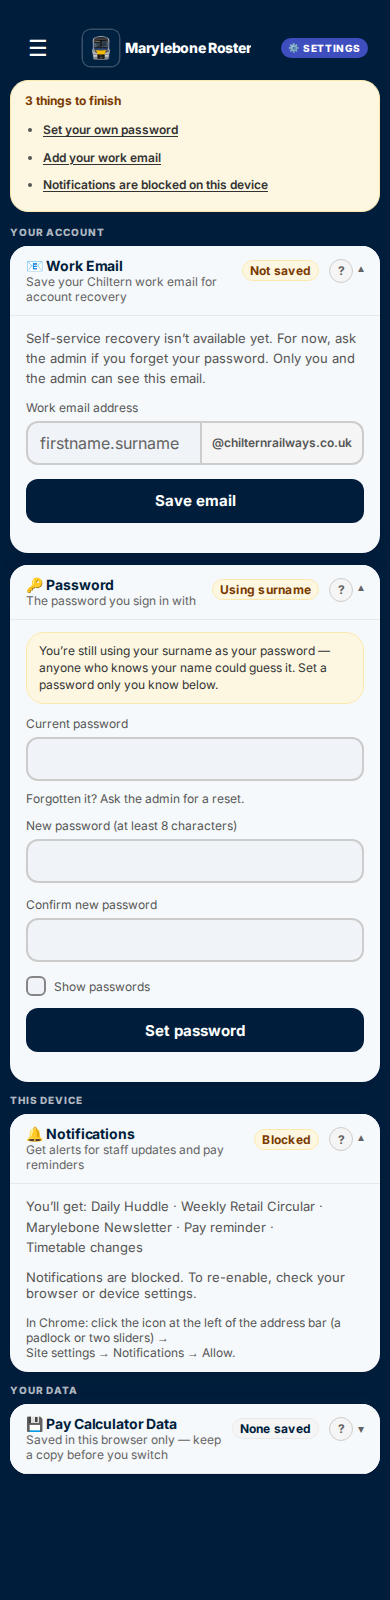 ☰ Marylebone Roster ⚙️ SETTINGS
3 things to finish
• Set your own password
• Add your work email
• Notifications are blocked on this device
YOUR ACCOUNT
📧 Work Email
Save your Chiltern work email for
account recovery
Not saved ? ▲
Self-service recovery isn’t available yet. For now, ask
the admin if you forget your password. Only you and
the admin can see this email.
Work email address
firstname.surname @chilternrailways.co.uk
Save email
🔑 Password
The password you sign in with
Using surname ? ▲
You’re still using your surname as your password —
anyone who knows your name could guess it. Set a
password only you know below.
Current password
Forgotten it? Ask the admin for a reset.
New password (at least 8 characters)
Confirm new password
Show passwords
Set password
THIS DEVICE
🔔 Notifications
Get alerts for staff updates and pay
reminders
Blocked ? ▲
You’ll get: Daily Huddle · Weekly Retail Circular ·
Marylebone Newsletter · Pay reminder ·
Timetable changes
Notifications are blocked. To re-enable, check your
browser or device settings.
In Chrome: click the icon at the left of the address bar (a
padlock or two sliders) →
Site settings → Notifications → Allow.
YOUR DATA
💾 Pay Calculator Data
Saved in this browser only — keep
a copy before you switch
None saved ? ▼